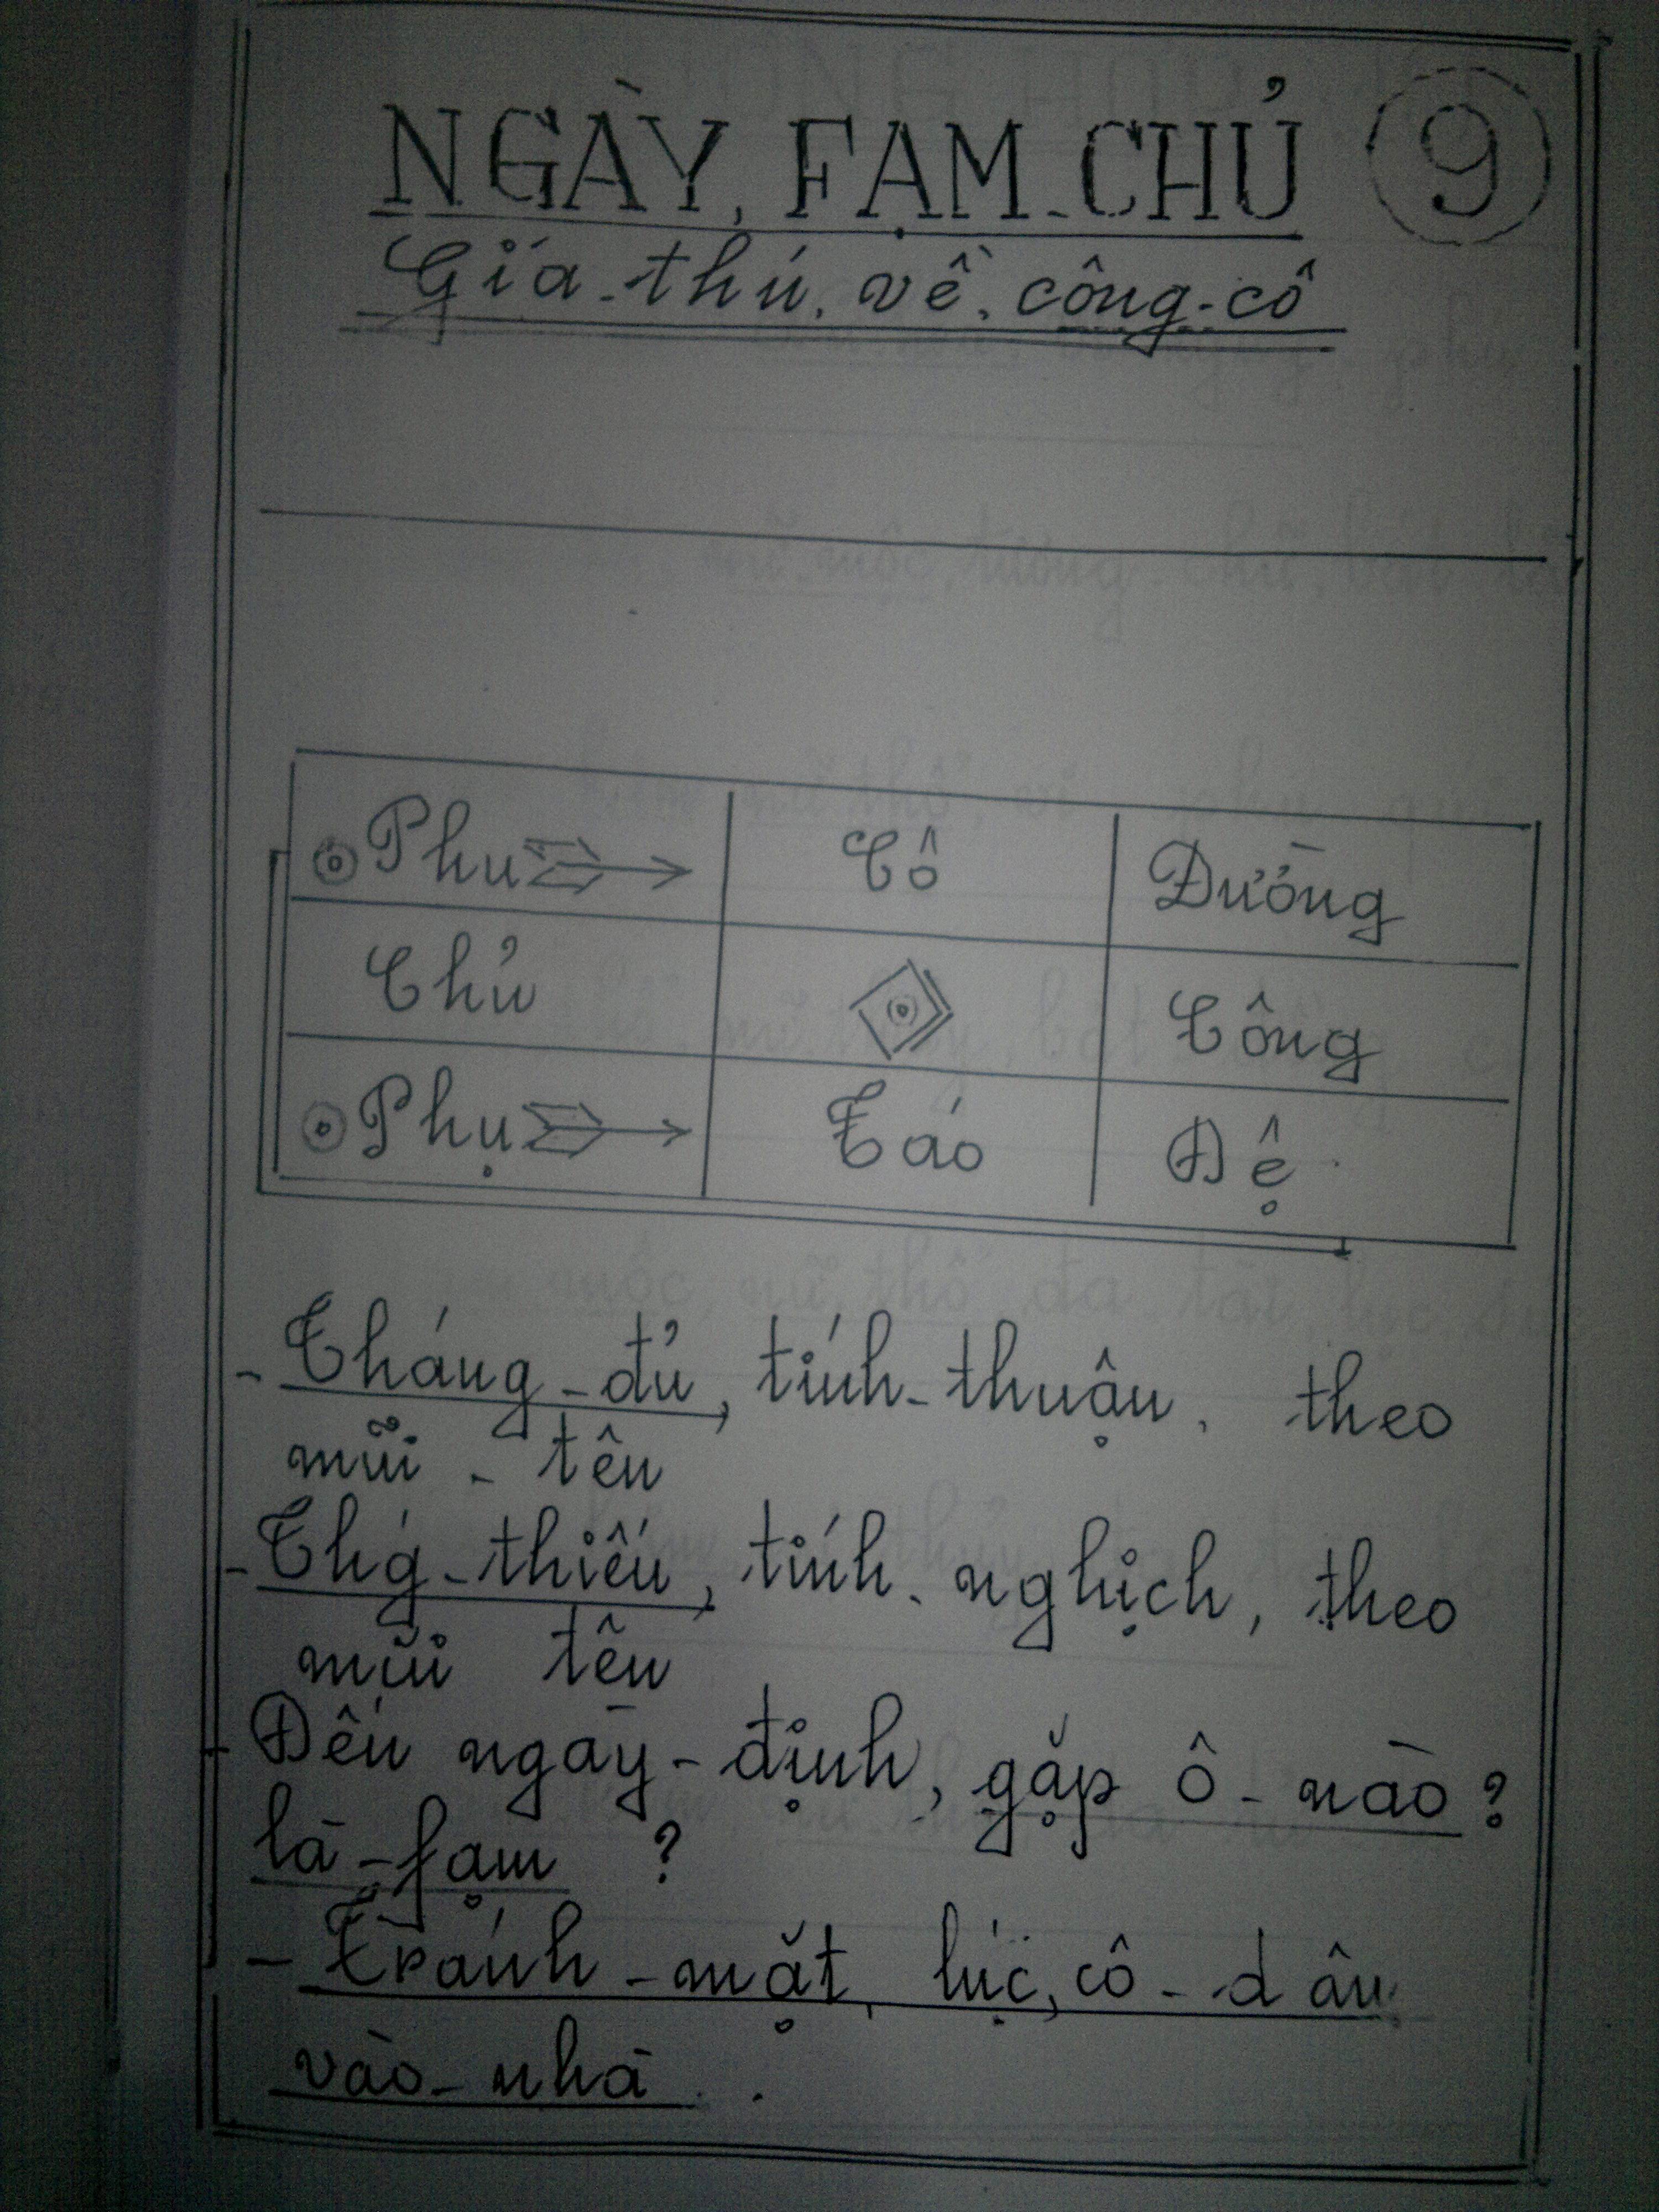 NGÀY, FẠM-CHỦ 9
Gía-thú, về, công-cô
Phu Cô Đường
Chủ Công
Phụ Táo Đệ
- Tháng-đủ, tính-thuận, theo
mũi - tên
- Thg-thiếu, tính-nghịch, theo
mũi tên
- Đến ngày-định, gặp ô-nào?
là-fạm ?
- Tránh-mặt, lúc, cô-dâu
vào-nhà.